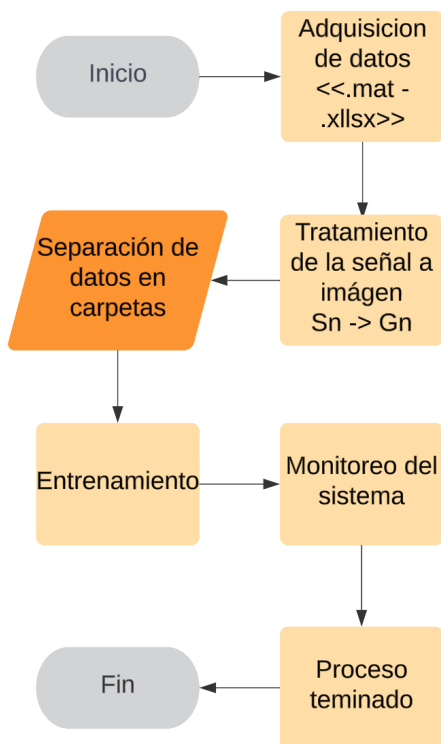 Inicio
Adquisicion
de datos
<<.mat -
.xllsx>>
Tratamiento
de la señal a
imágen
Sn -> Gn
Separación de
datos en
carpetas
Entrenamiento
Monitoreo del
sistema
Proceso
teminado
Fin